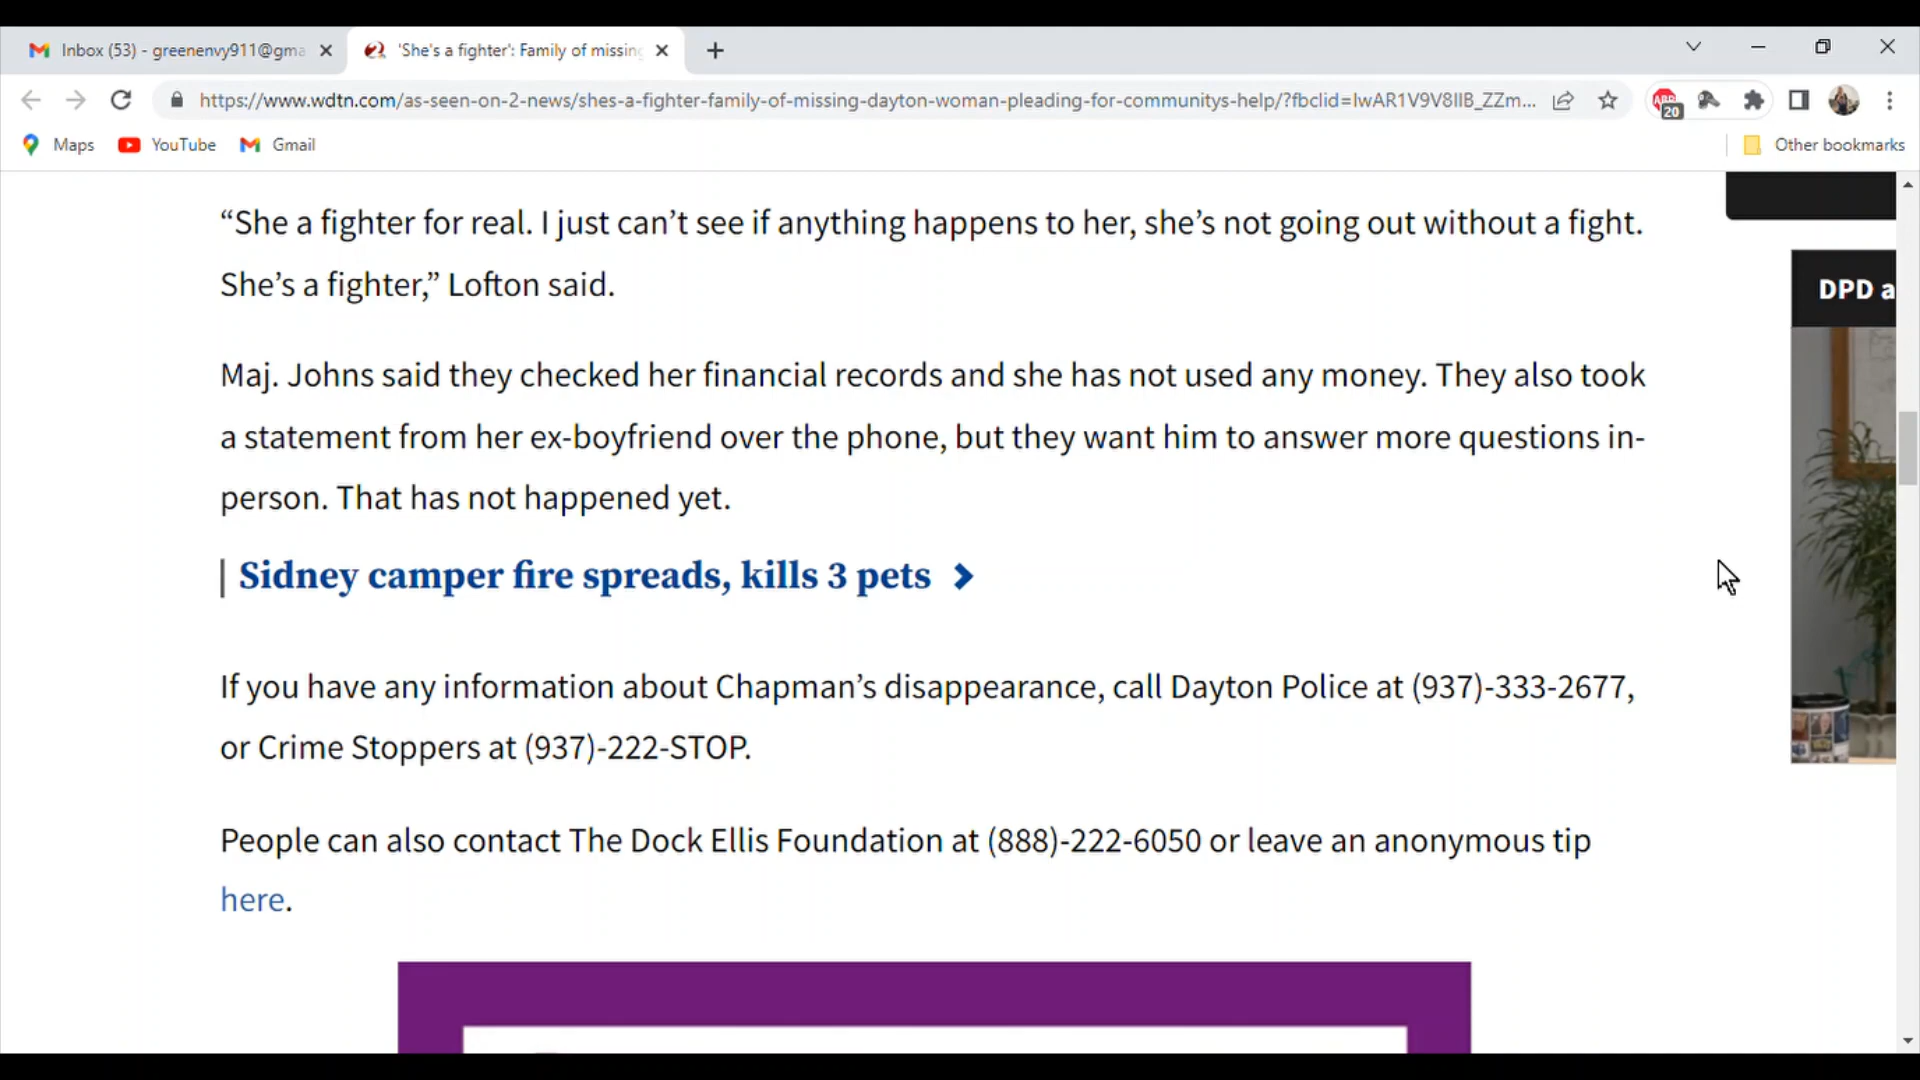 Inbox (53) - greenenvy911@gma
'She's a fighter': Family of missing
https://www.wdtn.com/as-seen-on-2-news/shes-a-fighter-family-of-missing-dayton-woman-pleading-for-communitys-help/?fbclid=IwAR1V9V8IIB_ZZm...
20
Maps
YouTube
Gmail
Other bookmarks
“She a fighter for real. I just can’t see if anything happens to her, she’s not going out without a fight.
She’s a fighter,” Lofton said.
DPD a
Maj. Johns said they checked her financial records and she has not used any money. They also took
a statement from her ex-boyfriend over the phone, but they want him to answer more questions in-
person. That has not happened yet.
| Sidney camper fire spreads, kills 3 pets
If you have any information about Chapman’s disappearance, call Dayton Police at (937)-333-2677,
or Crime Stoppers at (937)-222-STOP.
People can also contact The Dock Ellis Foundation at (888)-222-6050 or leave an anonymous tip
here.